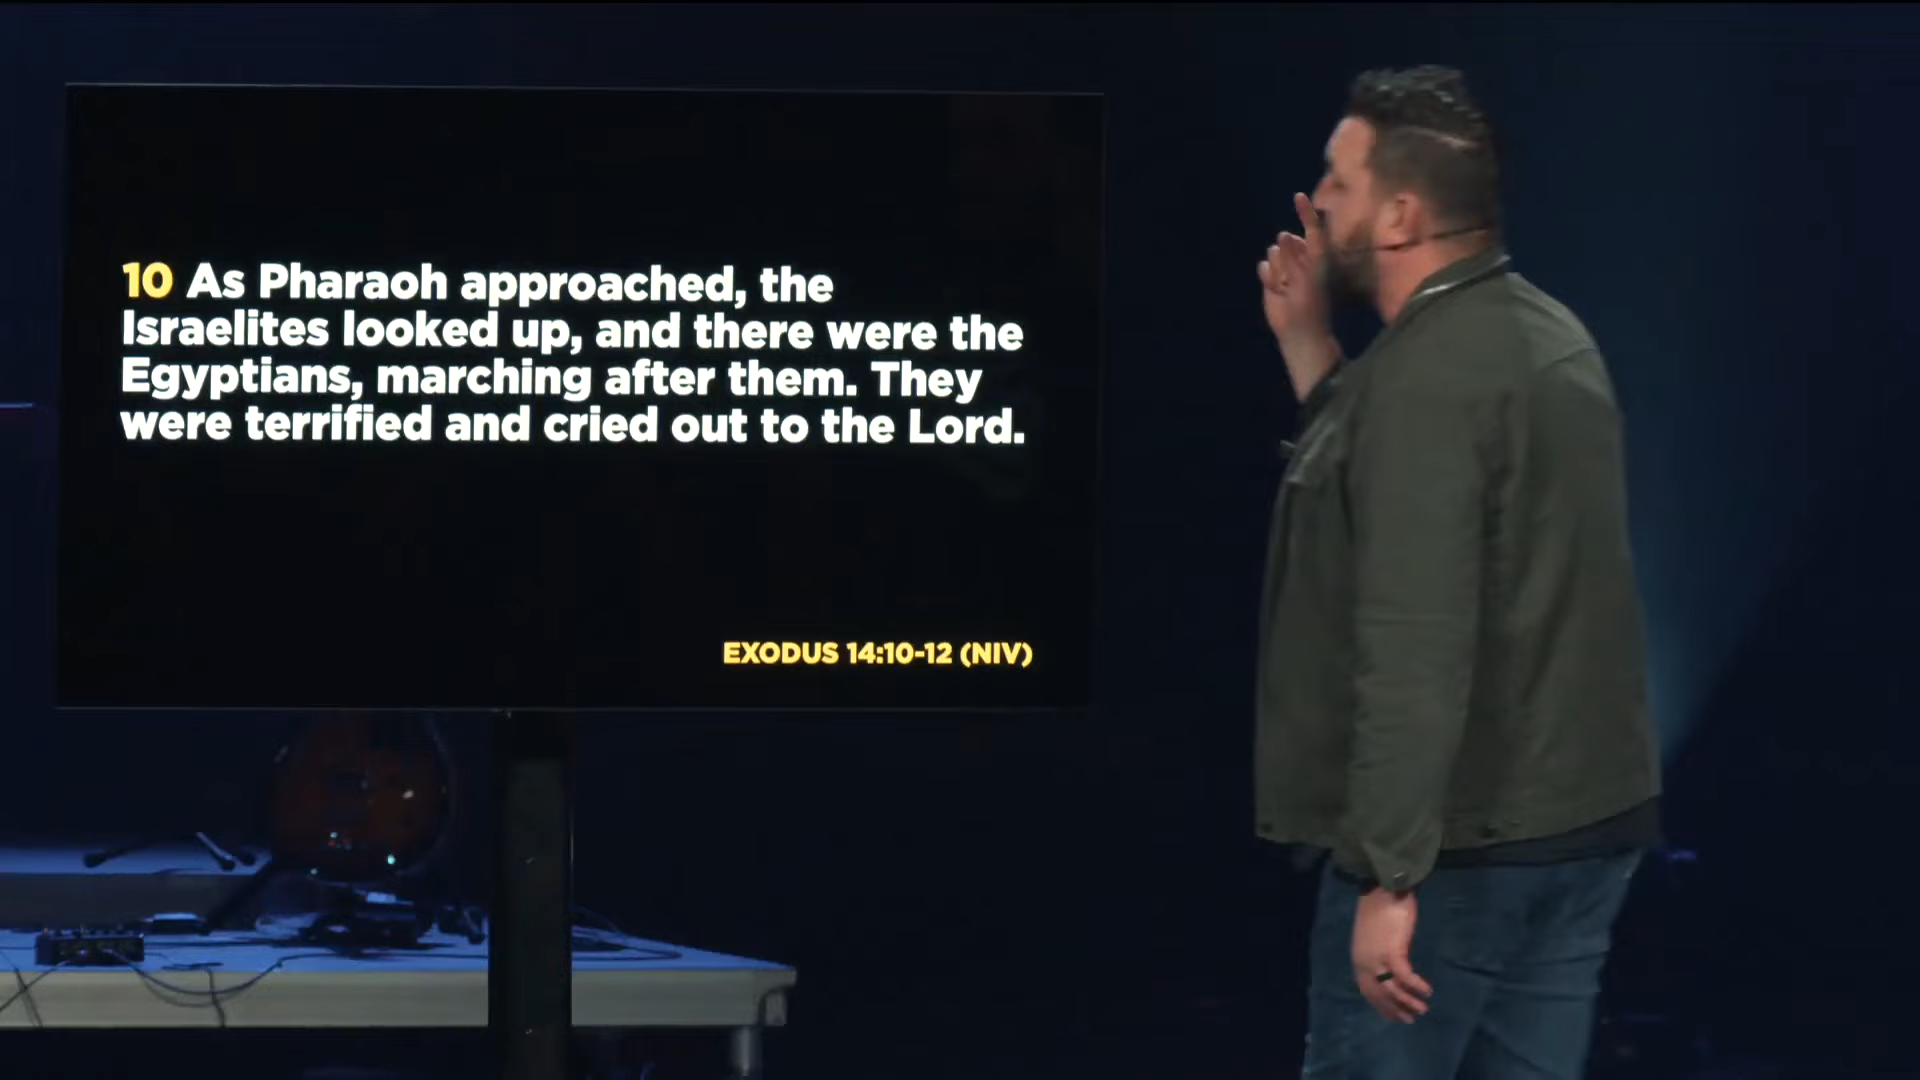 10 As Pharaoh approached, the
Israelites looked up, and there were the
Egyptians, marching after them. They
were terrified and cried out to the Lord.
EXODUS 14:10-12 (NIV)